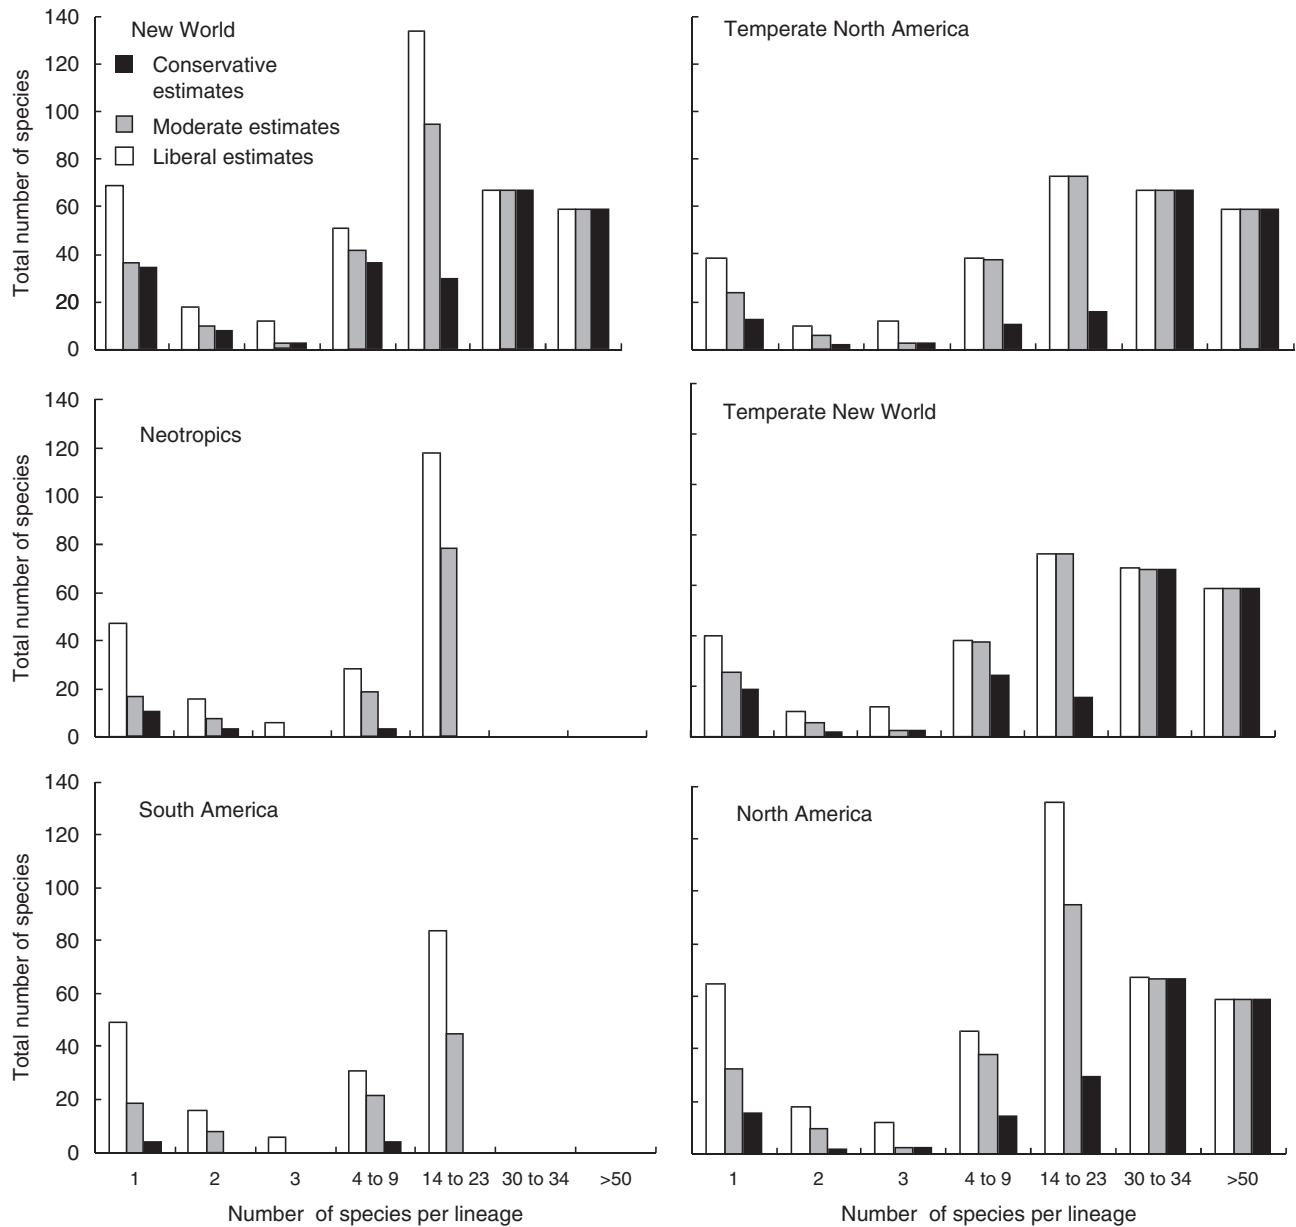 New World
Conservative
estimates
Moderate estimates
Liberal estimates
Total number of species
140
120
100
80
60
40
20
0
Temperate North America
Neotropics
Total number of species
140
120
100
80
60
40
20
0
Temperate New World
South America
Total number of species
140
120
100
80
60
40
20
0
1 2 3 4 to 9 14 to 23 30 to 34 >50
Number of species per lineage
North America
1 2 3 4 to 9 14 to 23 30 to 34 >50
Number of species per lineage